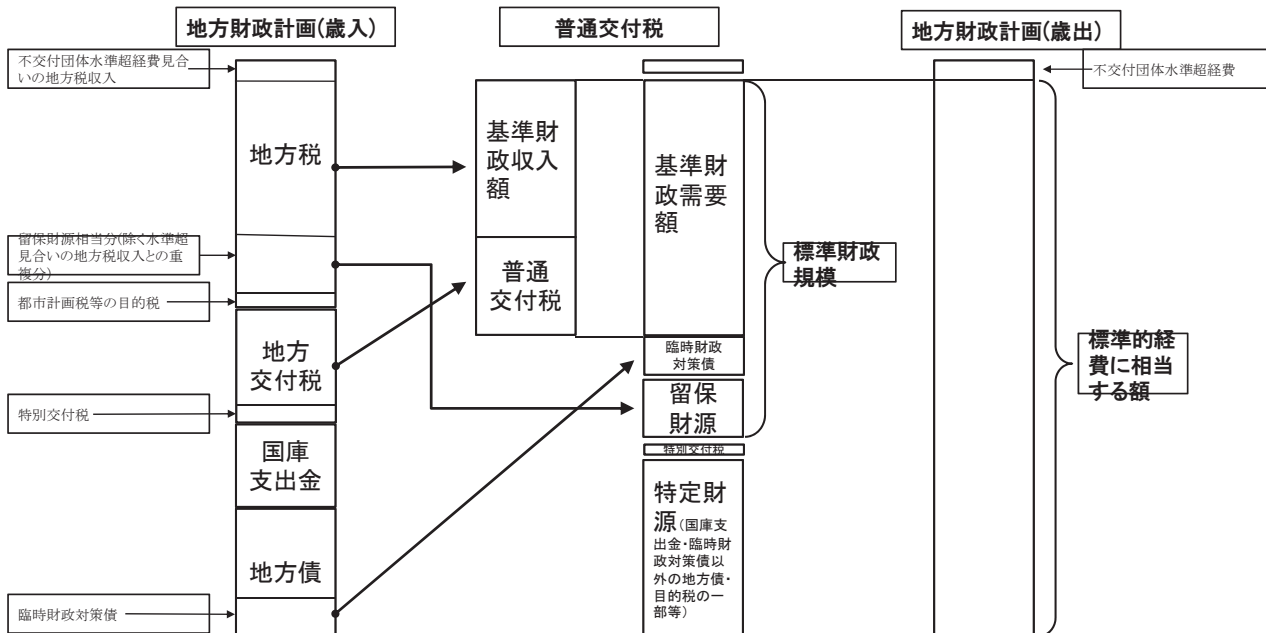 地方財政計画(歳入)
普通交付税
地方財政計画(歳出)
不交付団体水準超経費見合
いの地方税収入
地方税
留保財源相当分(除く水準超
見合いの地方税収入との重
複分)
都市計画税等の目的税
地方
交付税
特別交付税
国庫
支出金
地方債
臨時財政対策債
基準財
政収入
額
普通
交付税
基準財
政需要
額
臨時財政
対策債
留保
財源
特別交付税
特定財
源(国庫支
出金・臨時財
政対策債以
外の地方債・
目的税の一
部等)
標準財政
規模
不交付団体水準超経費
標準的経
費に相当
する額